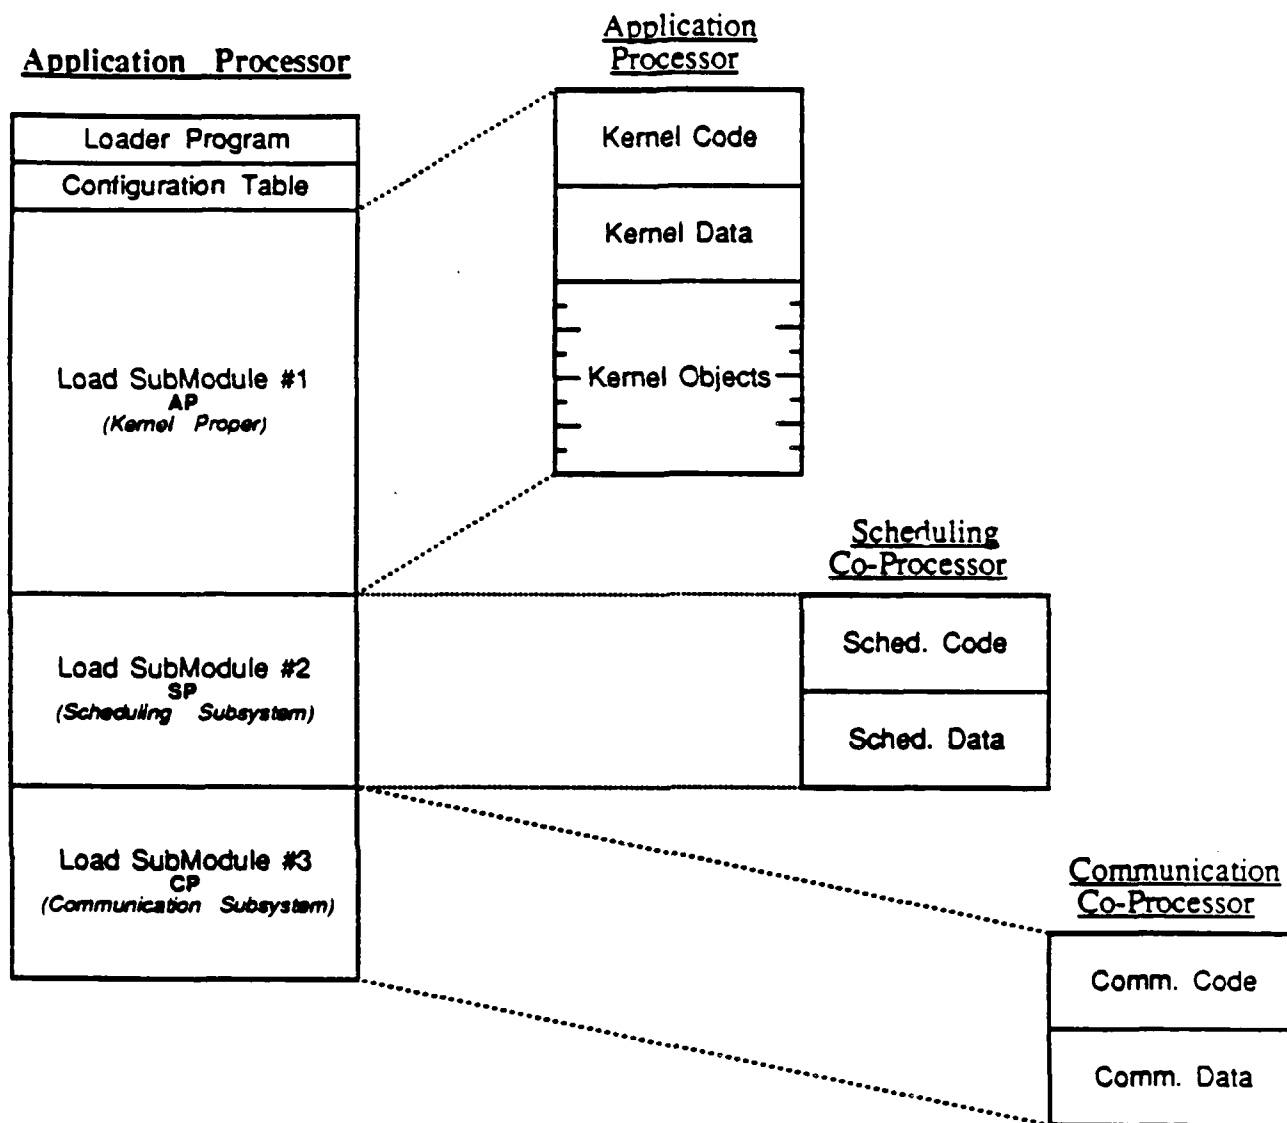 Application Processor
Loader Program
Configuration Table
Load SubModule #1
AP
(Kernel Proper)
Load SubModule #2
SP
(Scheduling Subsystem)
Load SubModule #3
CP
(Communication Subsystem)
Application
Processor
Kernel Code
Kernel Data
Kernel Objects
Scheduling
Co-Processor
Sched. Code
Sched. Data
Communication
Co-Processor
Comm. Code
Comm. Data